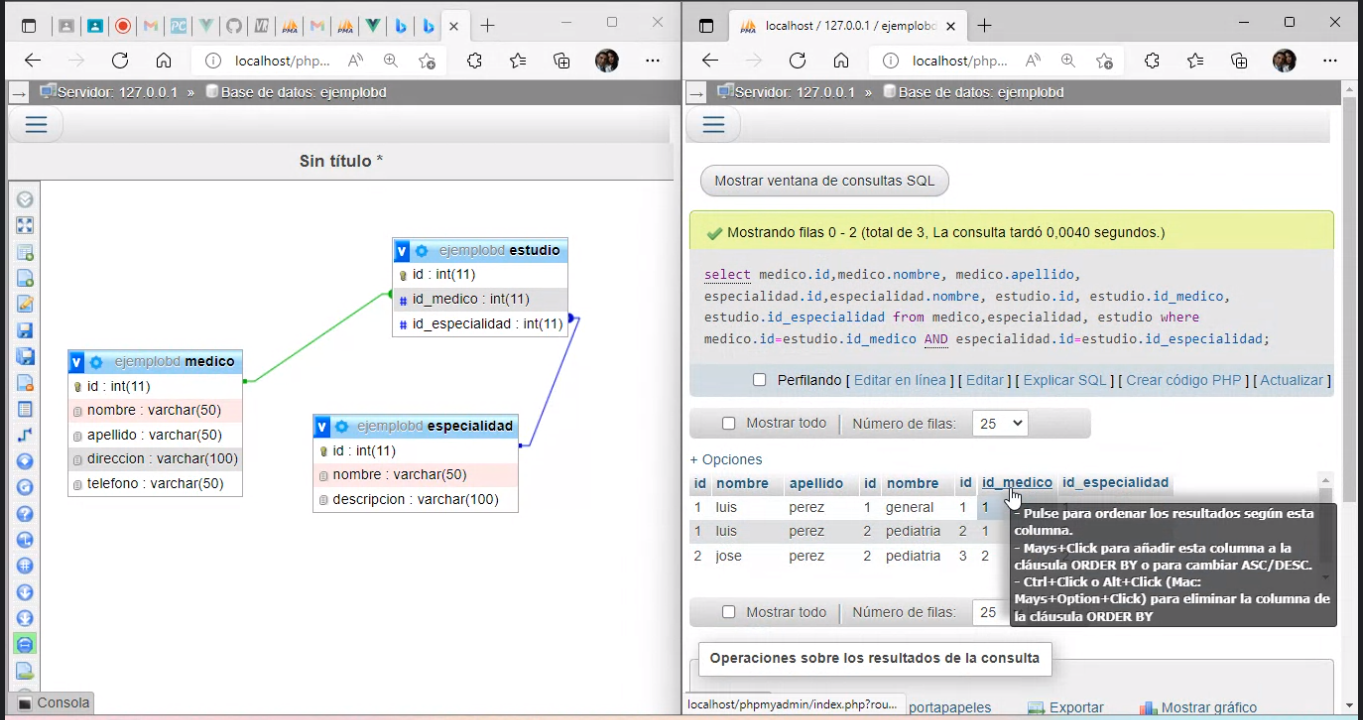 localhost/php...
Servidor: 127.0.0.1 » Base de datos: ejemplobd
Sin título *
ejemplobd estudio
id : int(11)
id_medico : int(11)
id_especialidad : int(11)
ejemplobd medico
id : int(11)
nombre : varchar(50)
apellido : varchar(50)
direccion : varchar(100)
telefono : varchar(50)
ejemplobd especialidad
id : int(11)
nombre : varchar(50)
descripcion : varchar(100)
Consola
localhost / 127.0.0.1 / ejemplobd
localhost/php...
Servidor: 127.0.0.1 » Base de datos: ejemplobd
Mostrar ventana de consultas SQL
Mostrando filas 0 - 2 (total de 3, La consulta tardó 0,0040 segundos.)
select medico.id,medico.nombre, medico.apellido,
especialidad.id,especialidad.nombre, estudio.id, estudio.id_medico,
estudio.id_especialidad from medico,especialidad, estudio where
medico.id=estudio.id_medico AND especialidad.id=estudio.id_especialidad;
Perfilando [ Editar en línea ] [ Editar ] [ Explicar SQL ] [ Crear código PHP ] [ Actualizar ]
Mostrar todo Número de filas: 25
+ Opciones
id nombre apellido id nombre id id_medico id_especialidad
1 luis perez 1 general 1 1
1 luis perez 2 pediatria 2 1
2 jose perez 3 pediatria 3 2
- Pulse para ordenar los resultados según esta
columna.
- Mays+Click para añadir esta columna a la
cláusula ORDER BY o para cambiar ASC/DESC.
- Ctrl+Click o Alt+Click (Mac:
Mays+Option+Click) para eliminar la columna de
la cláusula ORDER BY
Mostrar todo Número de filas: 25
Operaciones sobre los resultados de la consulta
localhost/phpmyadmin/index.php?rou...
portapapeles Exportar Mostrar gráfico